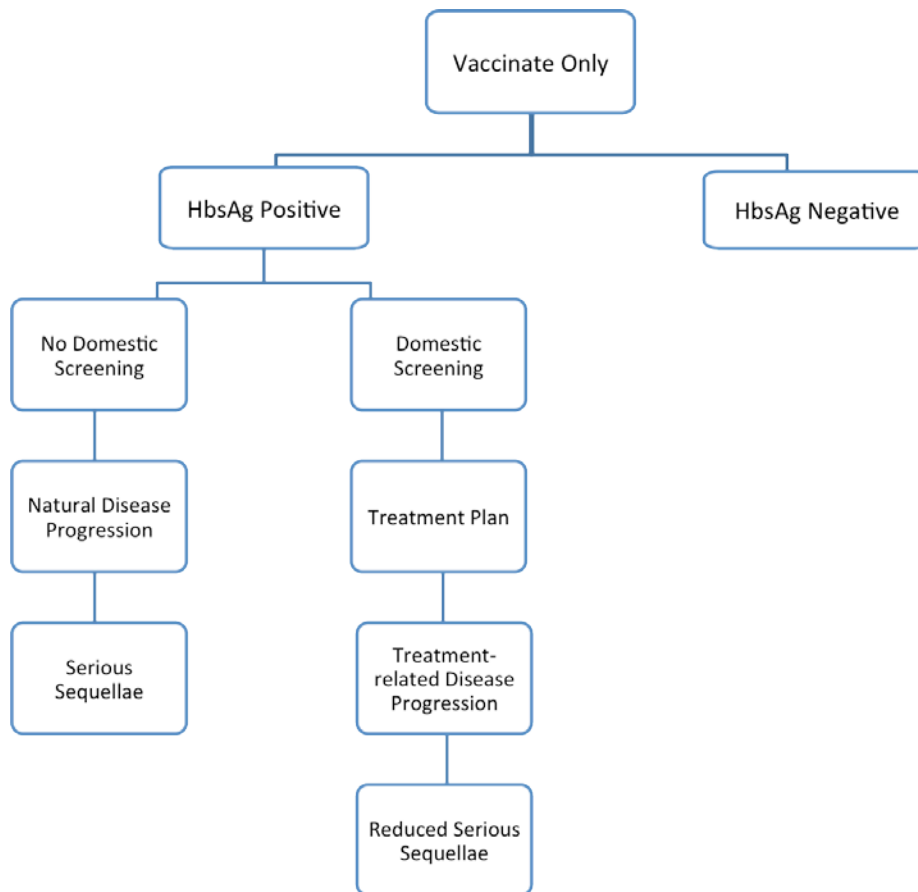 Vaccinate Only
HbsAg Positive
HbsAg Negative
No Domestic
Screening
Domestic
Screening
Natural Disease
Progression
Treatment Plan
Serious
Sequellae
Treatment-
related Disease
Progression
Reduced Serious
Sequellae